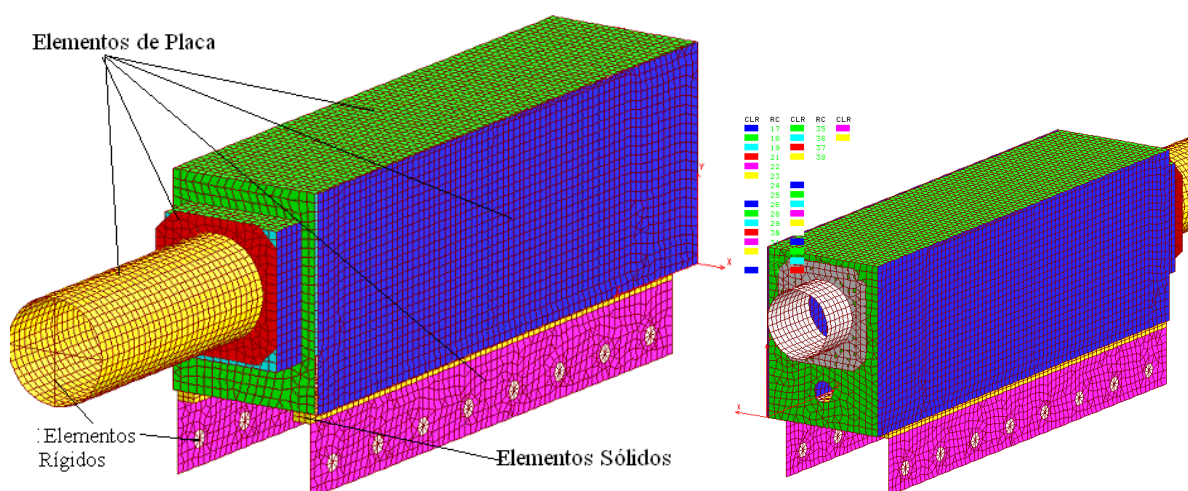 Elementos de Placa
CLR RC CLR RC CLR
17 35
18 36
19 37
21 38
22
23
24
25
26
28
29
Y
X
X
Elementos
Rígidos
Elementos Sólidos